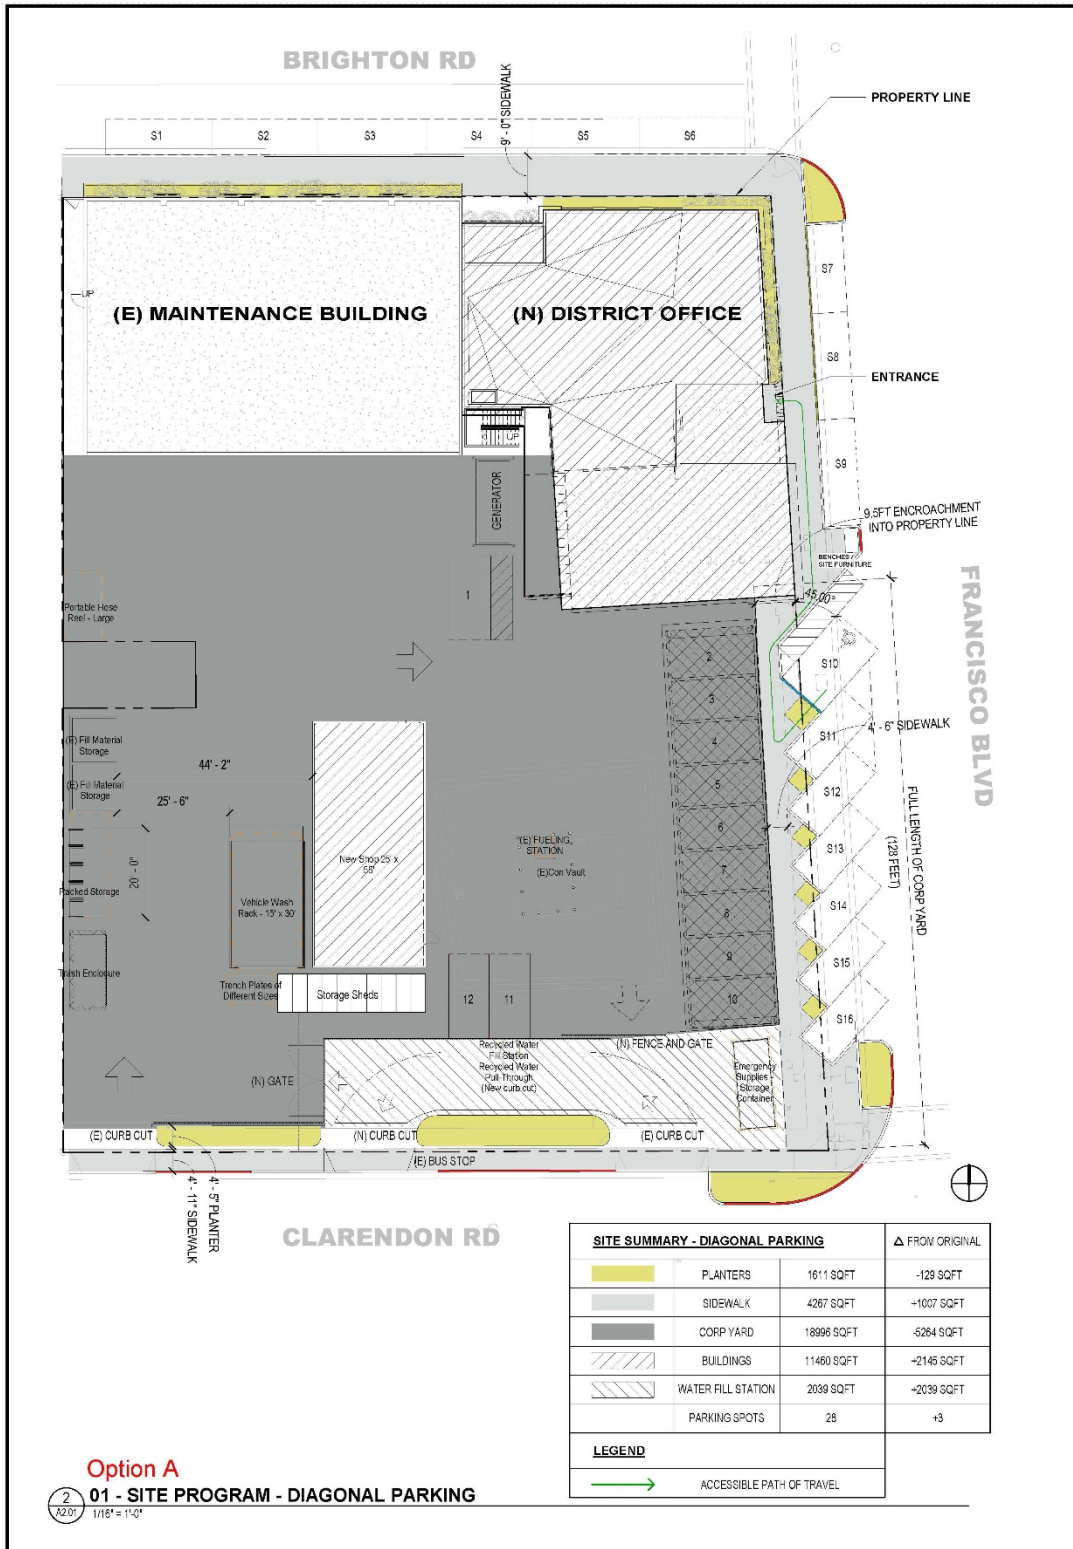 BRIGHTON RD
9' - 0" SIDEWALK
PROPERTY LINE
S1
S2
S3
S4
S5
S6
S7
UP
(E) MAINTENANCE BUILDING
(N) DISTRICT OFFICE
S8
ENTRANCE
UP
S9
GENERATOR
9.5FT ENCROACHMENT
INTO PROPERTY LINE
BENCHES /
SITE FURNITURE
45.00°
FRANCISCO BLVD
Portable Hose
Reel - Large
1
2
S10
3
4' - 6" SIDEWALK
S11
(E) Fill Material
Storage
4
44' - 2"
(E) Fill Material
Storage
5
S12
25' - 6"
FULL LENGTH OF CORP YARD
(128 FEET)
6
(E) FUELING
STATION
(E)Con Vault
S13
20' - 0"
New Shop 25' x
55'
7
Racked Storage
Vehicle Wash
Rack - 15' x 30'
8
S14
9
S15
Trash Enclosure
Trench Plates of
Different Sizes
Storage Sheds
12
11
10
S16
Recycled Water
Fill Station
Recycled Water
Pull-Through
(New curb cut)
(N) FENCE AND GATE
(N) GATE
Emergency
Supplies -
Storage
Container
(E) CURB CUT
(N) CURB CUT
(E) CURB CUT
(E) BUS STOP
4' - 5" PLANTER
4' - 11" SIDEWALK
CLARENDON RD
SITE SUMMARY - DIAGONAL PARKING
Δ FROM ORIGINAL
PLANTERS 1611 SQFT -129 SQFT
SIDEWALK 4267 SQFT +1007 SQFT
CORP YARD 18996 SQFT -5264 SQFT
BUILDINGS 11460 SQFT +2145 SQFT
WATER FILL STATION 2039 SQFT +2039 SQFT
PARKING SPOTS 28 +3
LEGEND
ACCESSIBLE PATH OF TRAVEL
Option A
2
A2.01
01 - SITE PROGRAM - DIAGONAL PARKING
1/16" = 1'-0"